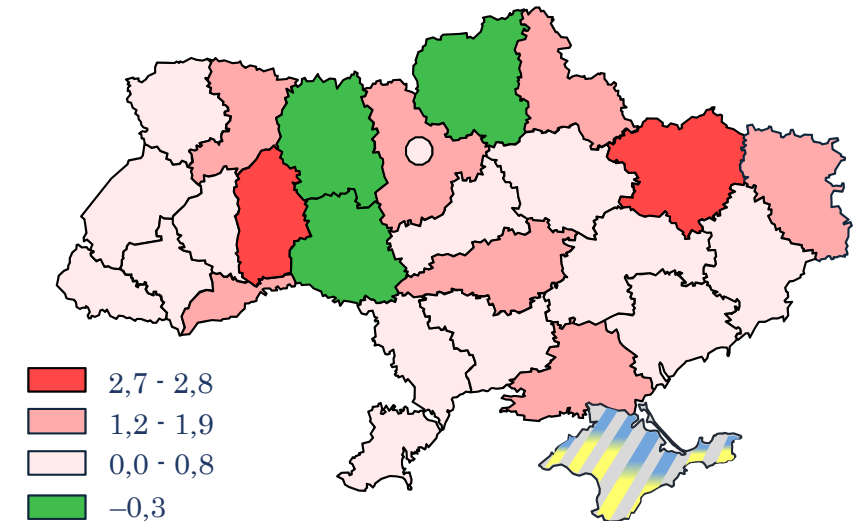 2,7 - 2,8
1,2 - 1,9
0,0 - 0,8
–0,3